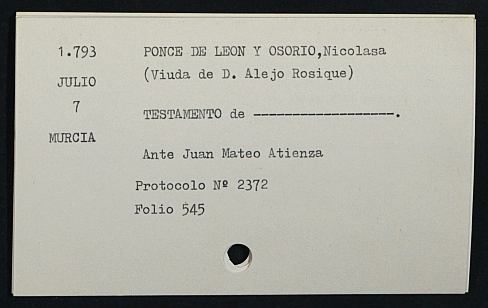 1.793 PONCE DE LEON Y OSORIO,Nicolasa
JULIO (Viuda de D. Alejo Rosique)
7 TESTAMENTO de ------------------.
MURCIA
Ante Juan Mateo Atienza
Protocolo Nº 2372
Folio 545